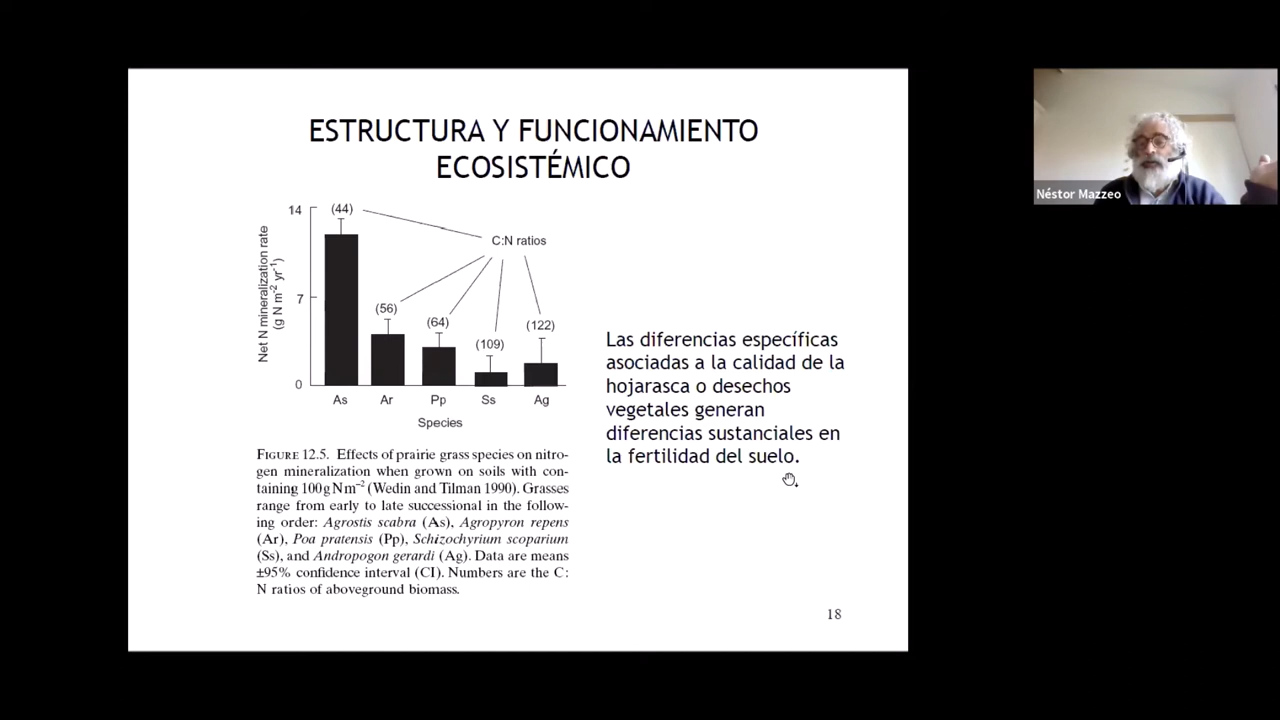 ESTRUCTURA Y FUNCIONAMIENTO
ECOSISTÉMICO
14
7
0
Net N mineralization rate
(g N m⁻² yr⁻¹)
(44)
C:N ratios
(56)
(64)
(109)
(122)
As
Ar
Pp
Ss
Ag
Species
FIGURE 12.5. Effects of prairie grass species on nitro-
gen mineralization when grown on soils with con-
taining 100 g N m⁻² (Wedin and Tilman 1990). Grasses
range from early to late successional in the follow-
ing order: Agrostis scabra (As), Agropyron repens
(Ar), Poa pratensis (Pp), Schizochyrium scoparium
(Ss), and Andropogon gerardi (Ag). Data are means
±95% confidence interval (CI). Numbers are the C:
N ratios of aboveground biomass.
Las diferencias específicas
asociadas a la calidad de la
hojarasca o desechos
vegetales generan
diferencias sustanciales en
la fertilidad del suelo.
18
Néstor Mazzeo